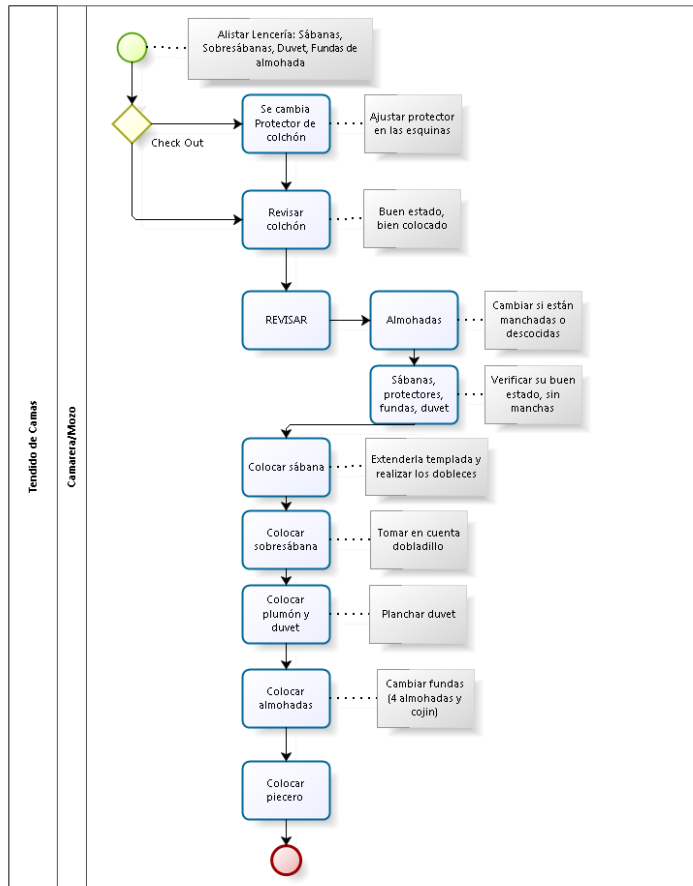 Tendido de Camas
Camarera/Mozo
Alistar Lencería: Sábanas,
Sobresábanas, Duvet, Fundas de
almohada
Check Out
Se cambia
Protector de
colchón
Ajustar protector
en las esquinas
Revisar
colchón
Buen estado,
bien colocado
REVISAR
Almohadas
Cambiar si están
manchadas o
descocidas
Sábanas,
protectores,
fundas, duvet
Verificar su buen
estado, sin
manchas
Colocar sábana
Extenderla templada y
realizar los dobleces
Colocar
sobresábana
Tomar en cuenta
dobladillo
Colocar
plumón y
duvet
Planchar duvet
Colocar
almohadas
Cambiar fundas
(4 almohadas y
cojin)
Colocar
piecero